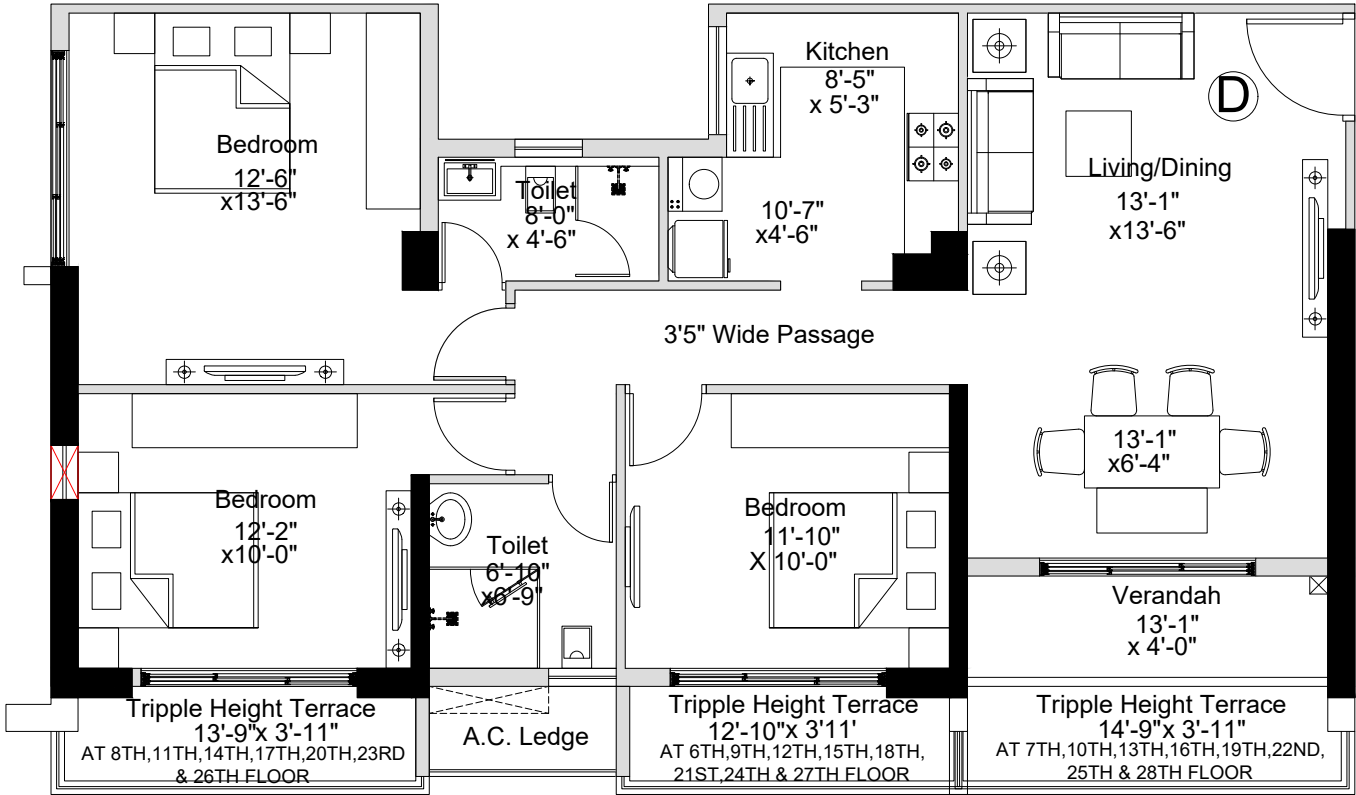 Kitchen
8'-5"
x 5'-3"
D
Bedroom
12'-6"
x13'-6"
Toilet
8'-0"
x 4'-6"
10'-7"
x4'-6"
Living/Dining
13'-1"
x13'-6"
3'5" Wide Passage
13'-1"
x6'-4"
Bedroom
12'-2"
x10'-0"
Toilet
6'-10"
x6'-9"
Bedroom
11'-10"
X 10'-0"
Verandah
13'-1"
x 4'-0"
Tripple Height Terrace
13'-9"x 3'-11"
AT 8TH,11TH,14TH,17TH,20TH,23RD
& 26TH FLOOR
A.C. Ledge
Tripple Height Terrace
12'-10"x 3'11'
AT 6TH,9TH,12TH,15TH,18TH,
21ST,24TH & 27TH FLOOR
Tripple Height Terrace
14'-9"x 3'-11"
AT 7TH,10TH,13TH,16TH,19TH,22ND,
25TH & 28TH FLOOR